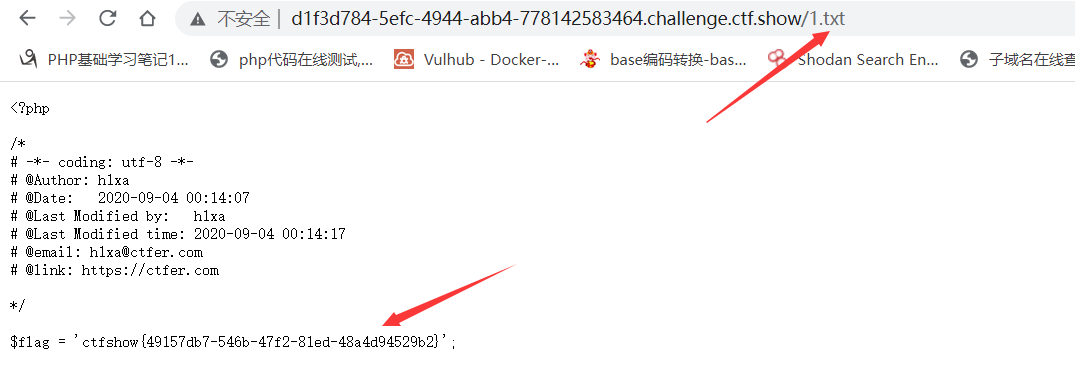 不安全 | d1f3d784-5efc-4944-abb4-778142583464.challenge.ctf.show/1.txt
PHP基础学习笔记1... php代码在线测试,... Vulhub - Docker-... base编码转换-bas... Shodan Search En... 子域名在线查
<?php
/*
# -*- coding: utf-8 -*-
# @Author: h1xa
# @Date:   2020-09-04 00:14:07
# @Last Modified by:   h1xa
# @Last Modified time: 2020-09-04 00:14:17
# @email: h1xa@ctfer.com
# @link: https://ctfer.com
*/
$flag = 'ctfshow{49157db7-546b-47f2-81ed-48a4d94529b2}';